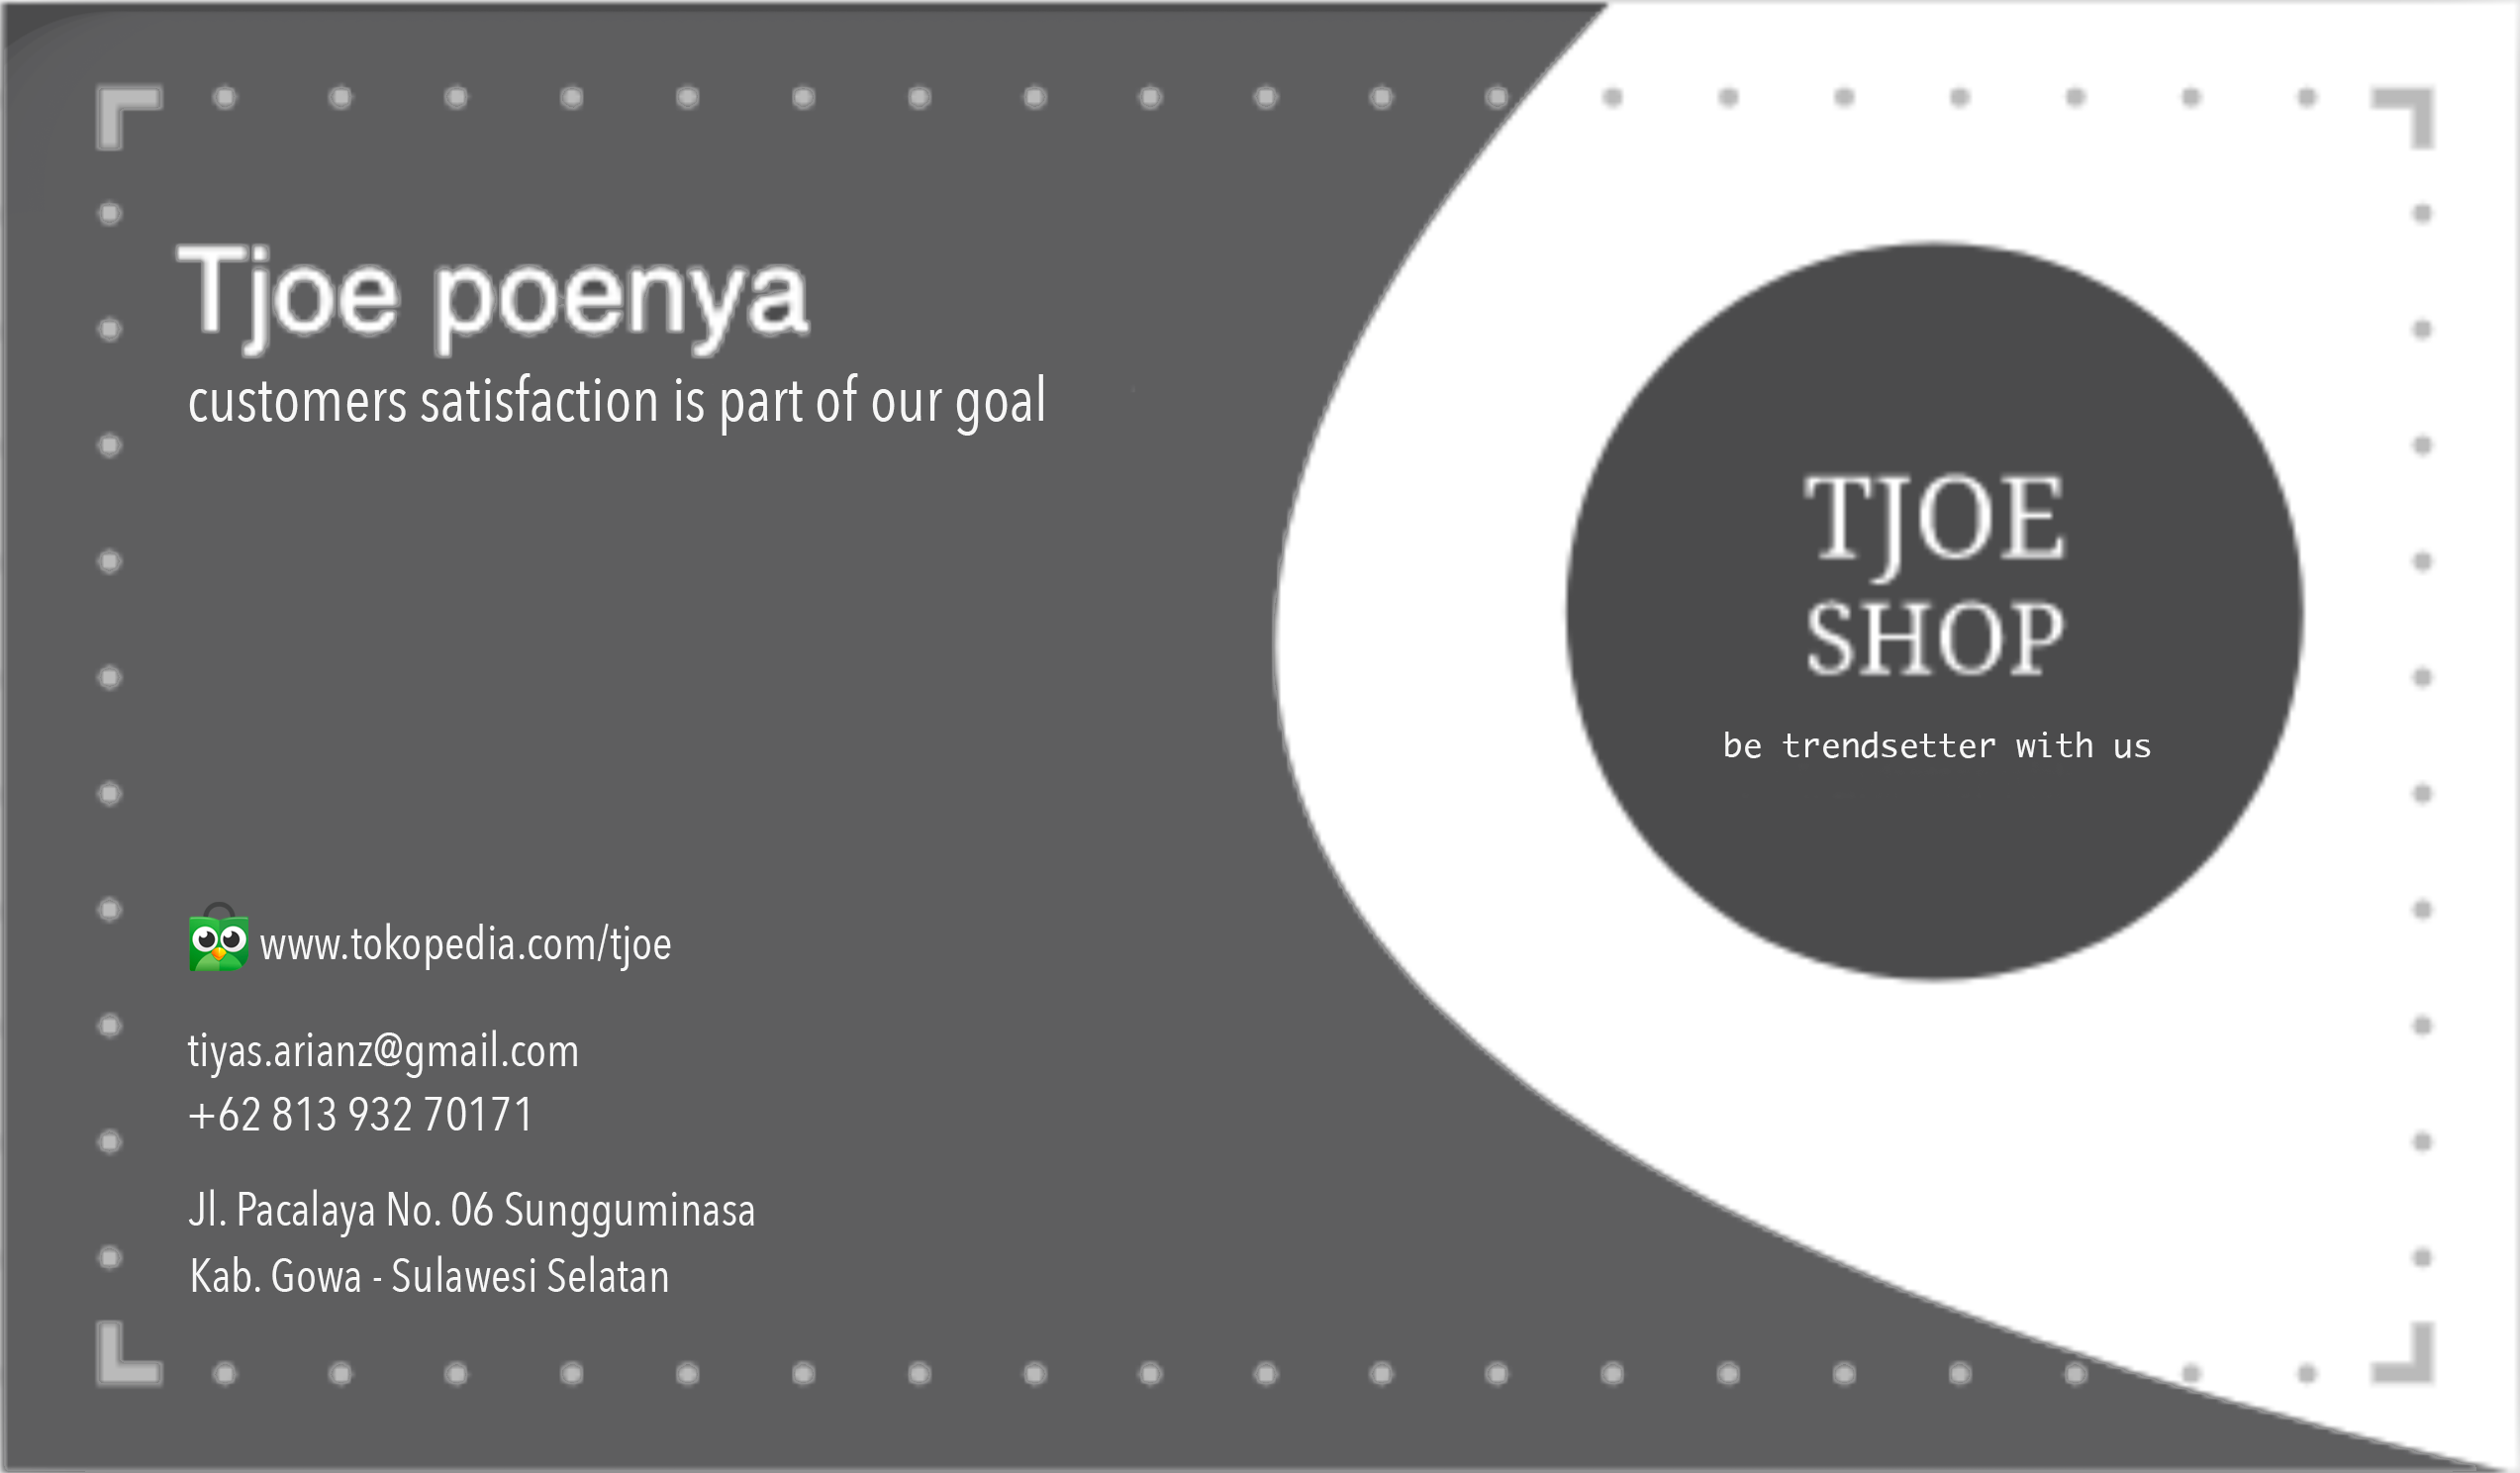 Tjoe poenya
customers satisfaction is part of our goal
TJOE
SHOP
be trendsetter with us
www.tokopedia.com/tjoe
tiyas.arianz@gmail.com
+62 813 932 70171
Jl. Pacalaya No. 06 Sungguminasa
Kab. Gowa - Sulawesi Selatan